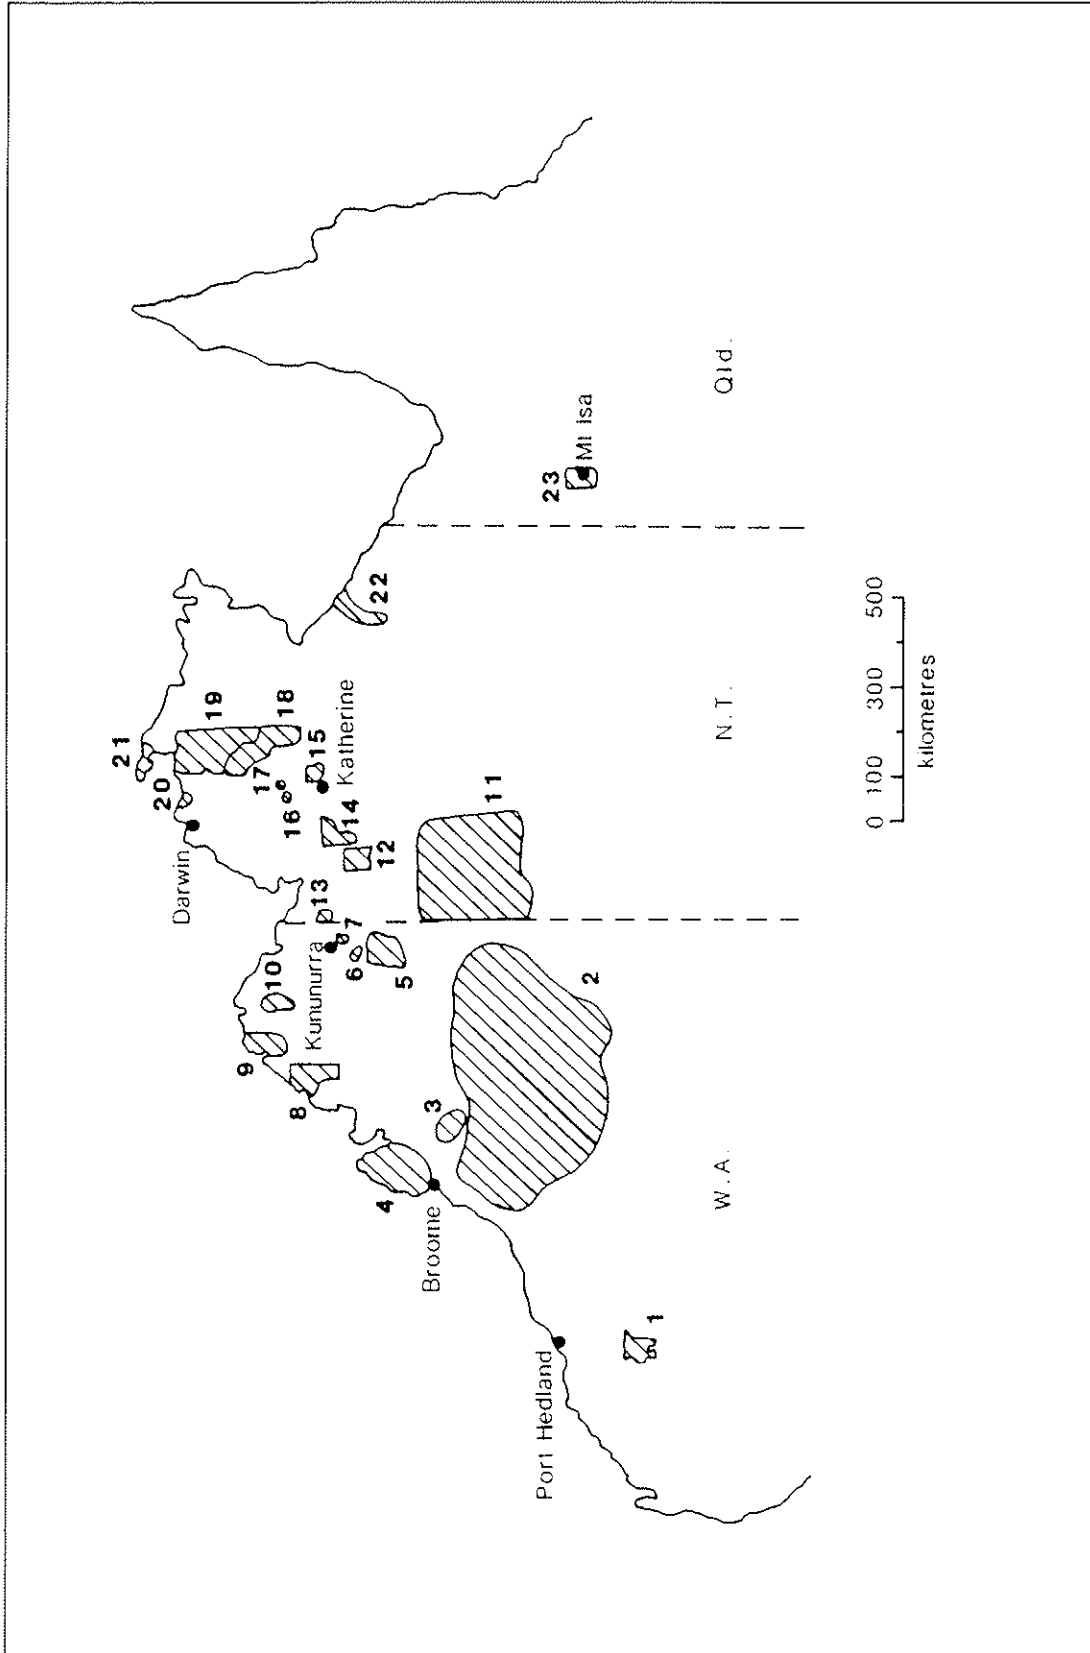 21
20
19
18
Darwin
17
16
15
Katherine
14
12
13
7
Kununurra
6
5
10
9
8
11
22
23
Mt Isa
Qld.
N.T.
W.A.
2
3
4
Broome
Port Hedland
1
0 100 300 500
kilometres